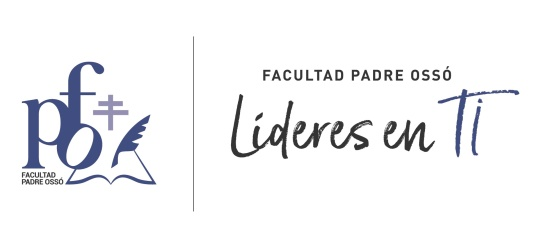 pfo
FACULTAD
PADRE OSSÓ
FACULTAD PADRE OSSÓ
Líderes en Ti